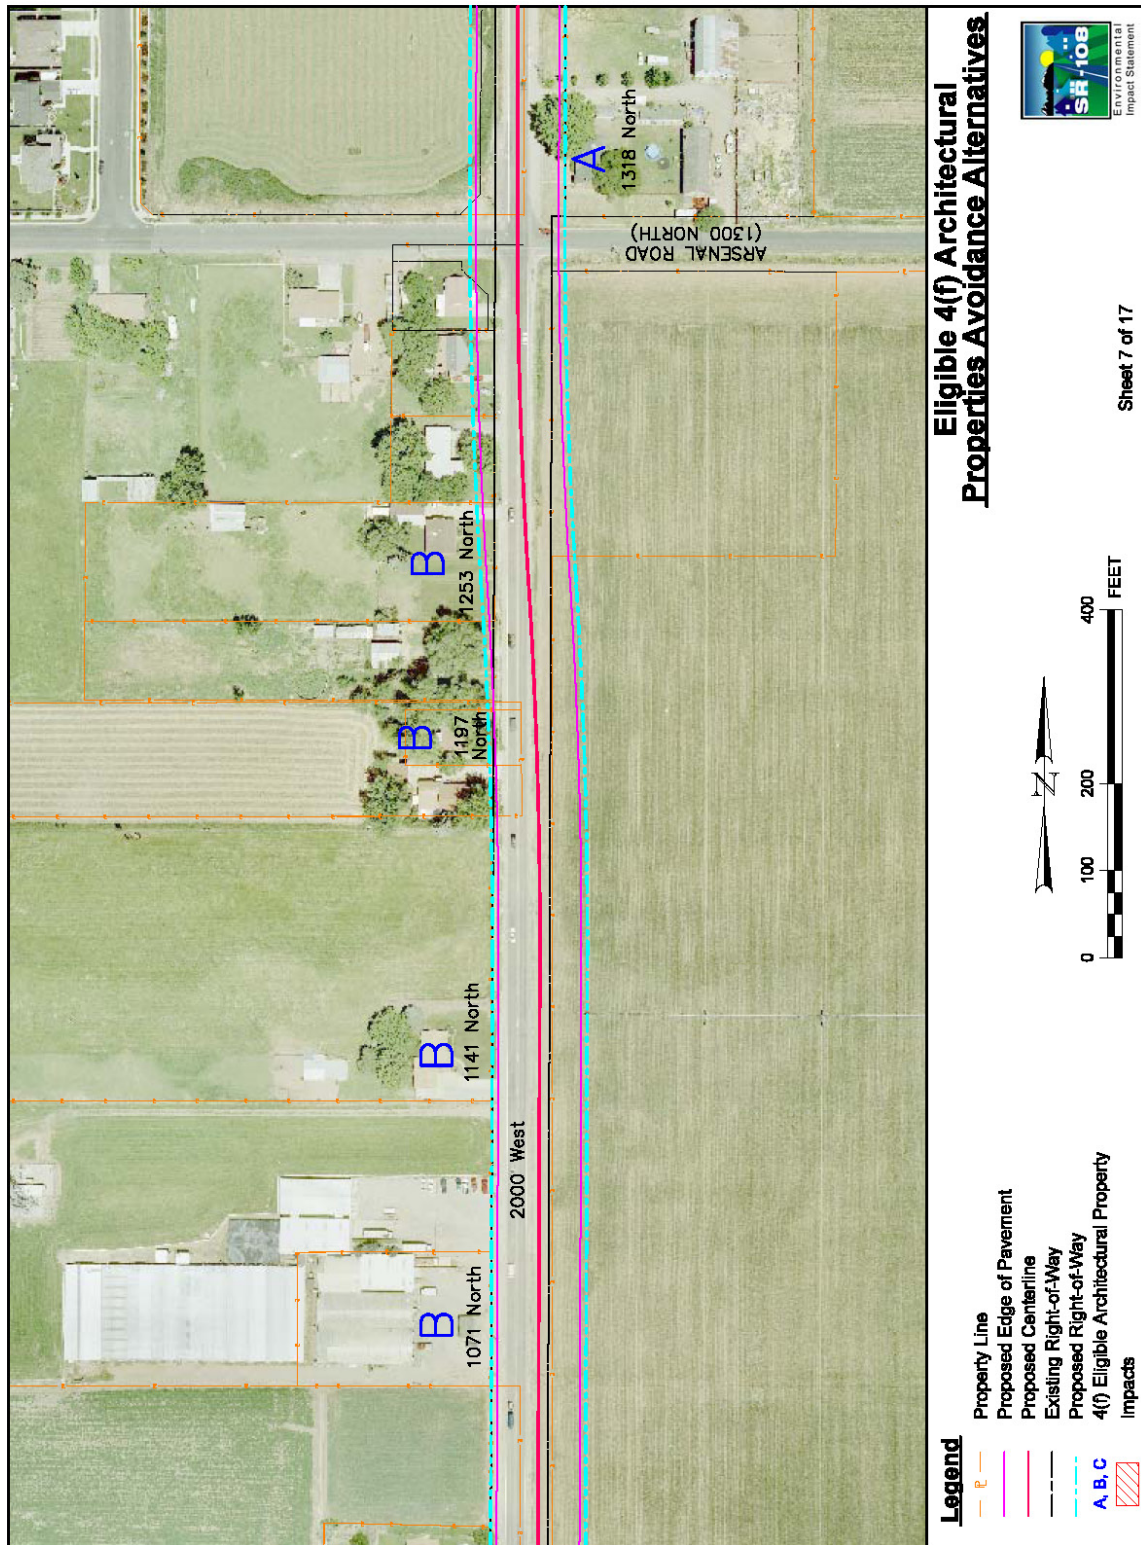 Eligible 4(f) Architectural
Properties Avoidance Alternatives
SR-108
Environmental
Impact Statement
Sheet 7 of 17
1071 North
B
2000 West
1141 North
B
1197
North
B
1253 North
B
ARSENAL ROAD
(1300 NORTH)
1318 North
A
N
0
100
200
400
FEET
Legend
Property Line
Proposed Edge of Pavement
Proposed Centerline
Existing Right-of-Way
Proposed Right-of-Way
A, B, C
4(f) Eligible Architectural Property
Impacts